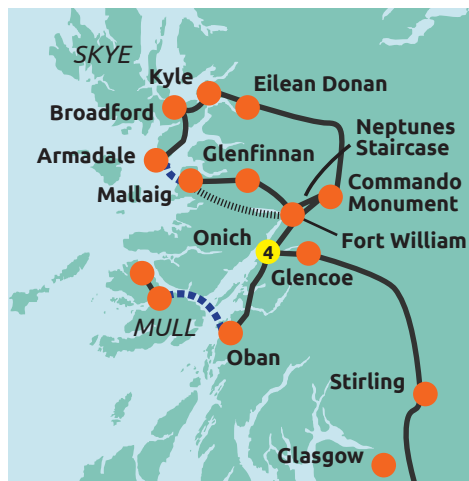 SKYE
Kyle
Eilean Donan
Broadford
Neptunes
Staircase
Armadale
Glenfinnan
Mallaig
Commando
Monument
Onich
Fort William
4
Glencoe
MULL
Oban
Stirling
Glasgow